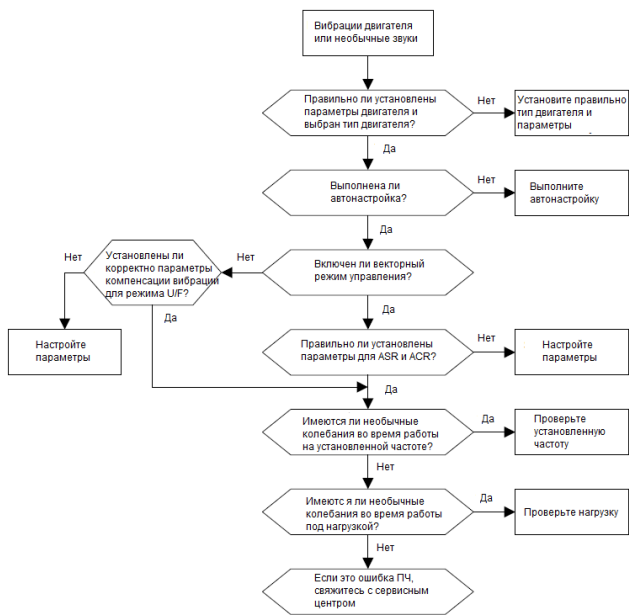 Вибрации двигателя
или необычные звуки
Правильно ли установлены
параметры двигателя и
выбран тип двигателя?
Нет
Установите правильно
тип двигателя и
параметры
Да
Выполнена ли
автонастройка?
Нет
Выполните
автонастройку
Да
Включен ли векторный
режим управления?
Нет
Установлены ли
корректно параметры
компенсации вибрации
для режима U/F?
Нет
Настройте
параметры
Да
Да
Правильно ли установлены
параметры для ASR и ACR?
Нет
Настройте
параметры
Да
Имеются ли необычные
колебания во время работы
на установленной частоте?
Да
Проверьте
установленную
частоту
Нет
Имеютс я ли необычные
колебания во время работы
под нагрузкой?
Да
Проверьте нагрузку
Нет
Если это ошибка ПЧ,
свяжитесь с сервисным
центром